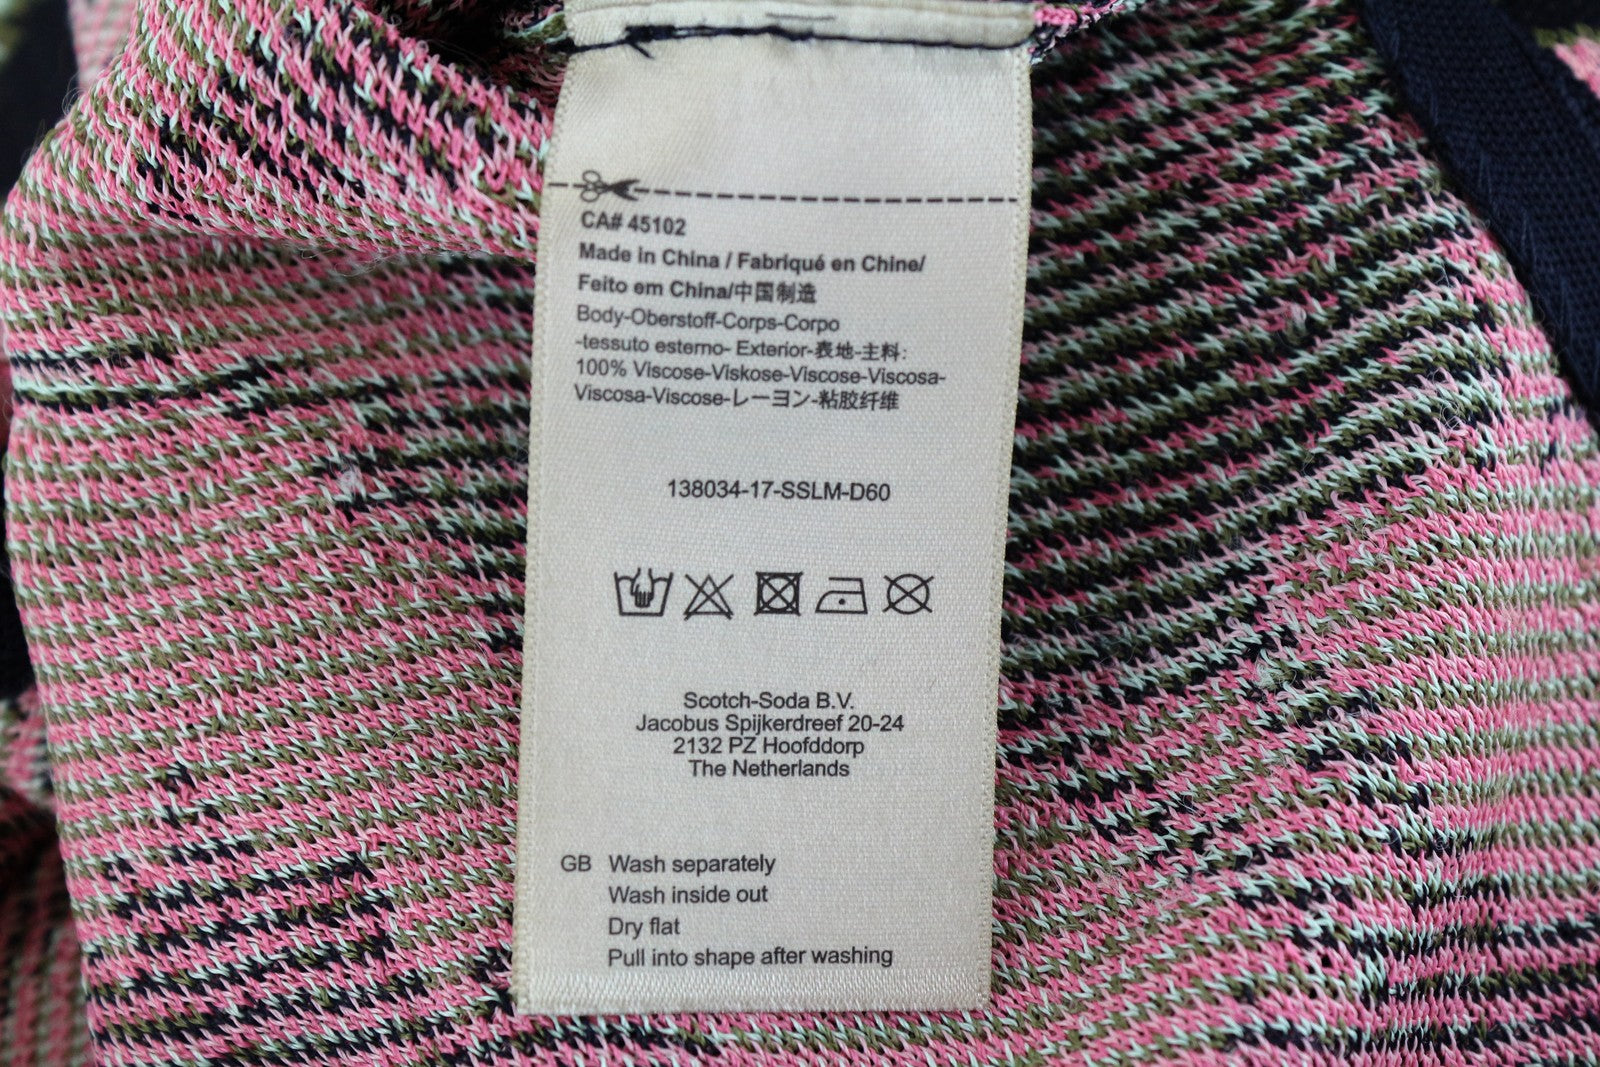 CA# 45102
Made in China / Fabriqué en Chine/
Feito em China/中国制造
Body-Oberstoff-Corps-Corpo
-tessuto esterno- Exterior-表地-主料:
100% Viscose-Viskose-Viscose-Viscosa-
Viscosa-Viscose-レーヨン-粘胶纤维
138034-17-SSLM-D60
Scotch-Soda B.V.
Jacobus Spijkerdreef 20-24
2132 PZ Hoofddorp
The Netherlands
GB Wash separately
Wash inside out
Dry flat
Pull into shape after washing